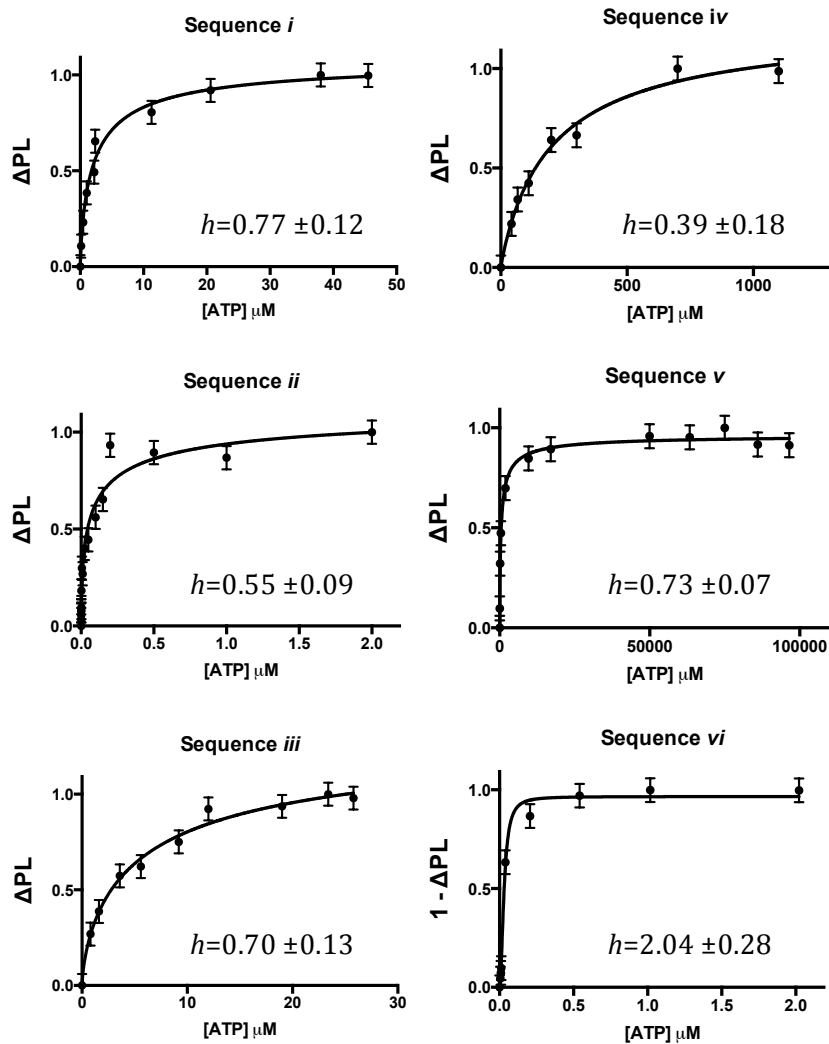 Sequence i
ΔPL
1.0
0.5
0.0
h=0.77 ±0.12
0 10 20 30 40 50
[ATP] μM
Sequence iv
ΔPL
1.0
0.5
0.0
h=0.39 ±0.18
0 500 1000
[ATP] μM
Sequence ii
ΔPL
1.0
0.5
0.0
h=0.55 ±0.09
0.0 0.5 1.0 2.0
[ATP] μM
Sequence v
ΔPL
1.0
0.5
0.0
h=0.73 ±0.07
0 50000 100000
[ATP] μM
Sequence iii
ΔPL
1.0
0.5
0.0
h=0.70 ±0.13
0 10 20 30
[ATP] μM
Sequence vi
1 - ΔPL
1.0
0.5
0.0
h=2.04 ±0.28
0.0 0.5 1.0 2.0
[ATP] μM